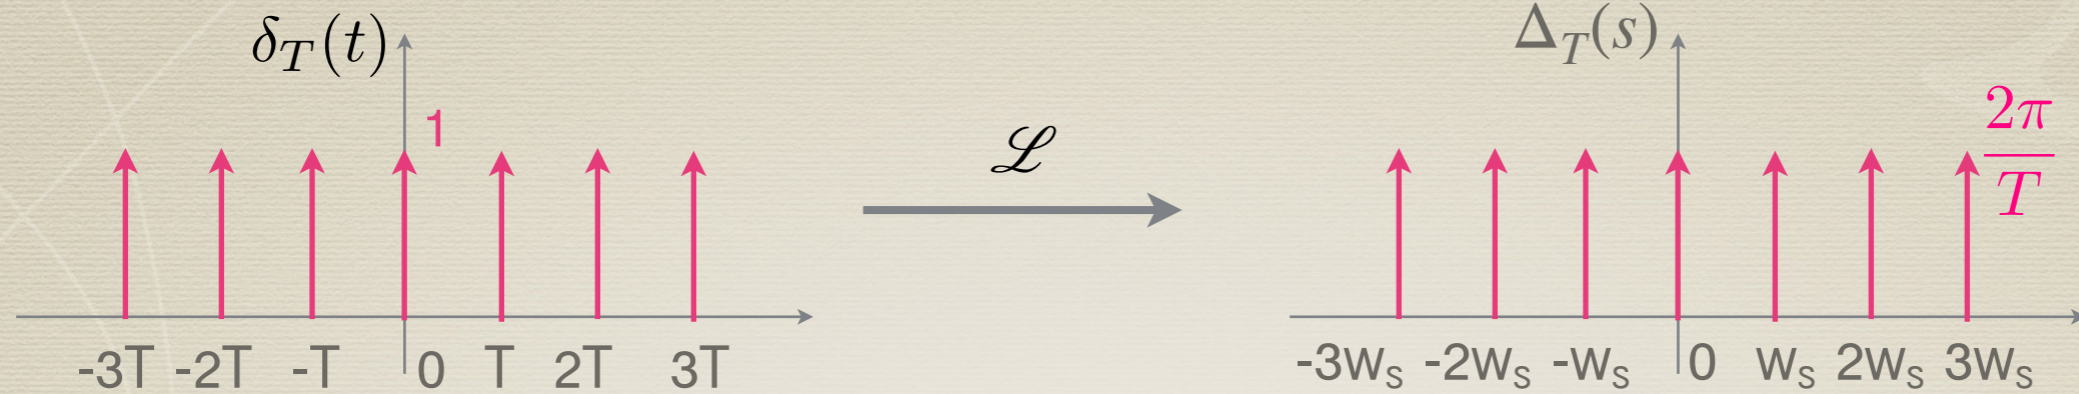 δ_T(t)
1
-3T -2T -T 0 T 2T 3T
ℒ
Δ_T(s)
2π
T
-3w_s -2w_s -w_s 0 w_s 2w_s 3w_s